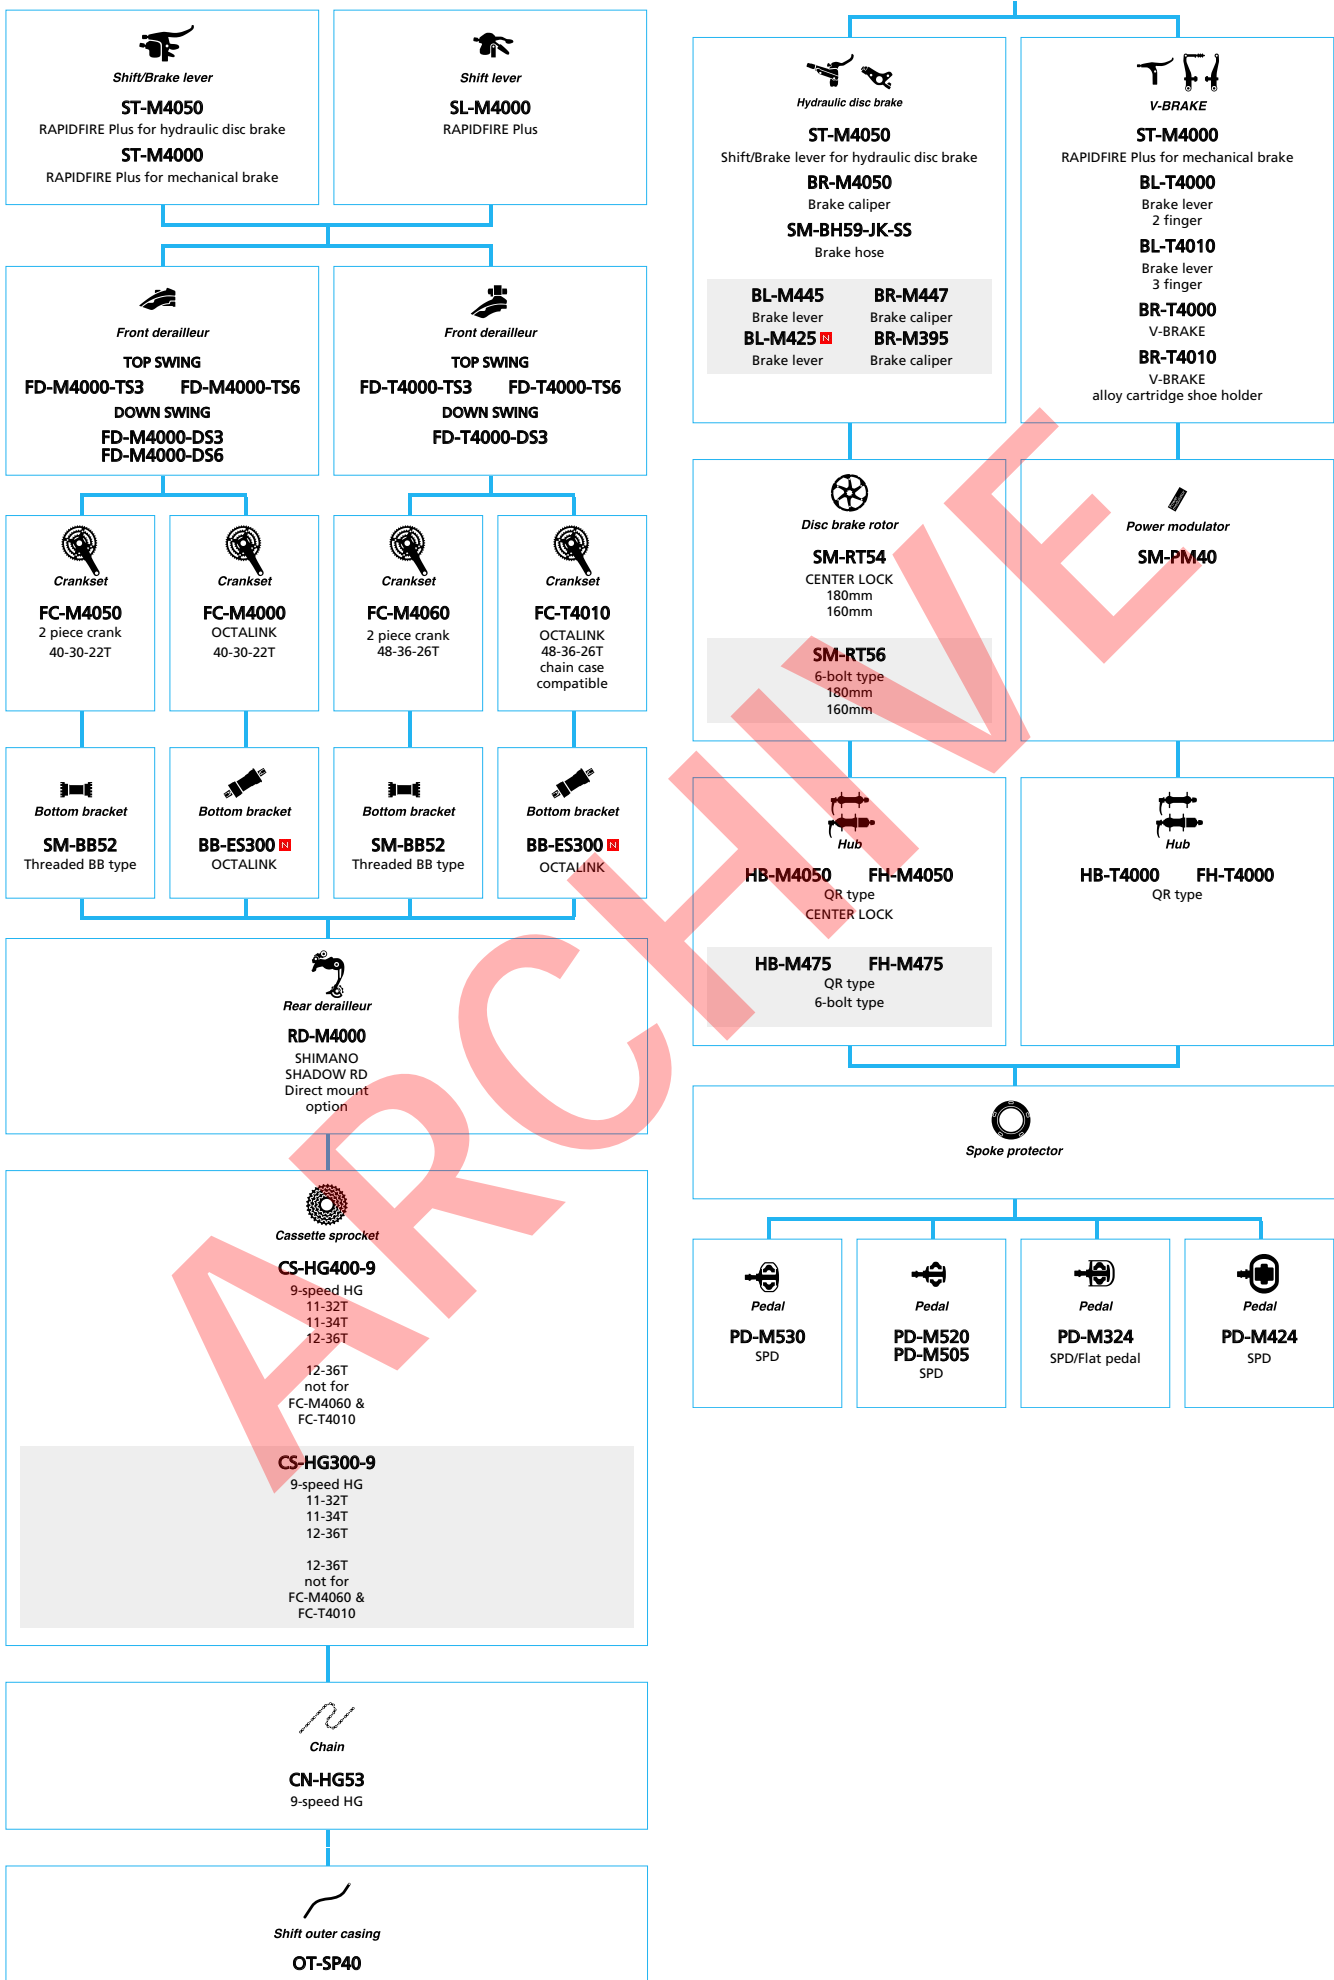 Shift/Brake lever
ST-M4050
RAPIDFIRE Plus for hydraulic disc brake
ST-M4000
RAPIDFIRE Plus for mechanical brake
Shift lever
SL-M4000
RAPIDFIRE Plus
Front derailleur
TOP SWING
FD-M4000-TS3 FD-M4000-TS6
DOWN SWING
FD-M4000-DS3
FD-M4000-DS6
Front derailleur
TOP SWING
FD-T4000-TS3 FD-T4000-TS6
DOWN SWING
FD-T4000-DS3
Crankset
FC-M4050
2 piece crank
40-30-22T
Crankset
FC-M4000
OCTALINK
40-30-22T
Crankset
FC-M4060
2 piece crank
48-36-26T
Crankset
FC-T4010
OCTALINK
48-36-26T
chain case
compatible
Bottom bracket
SM-BB52
Threaded BB type
Bottom bracket
BB-ES300 N
OCTALINK
Bottom bracket
SM-BB52
Threaded BB type
Bottom bracket
BB-ES300 N
OCTALINK
Rear derailleur
RD-M4000
SHIMANO
SHADOW RD
Direct mount
option
Cassette sprocket
CS-HG400-9
9-speed HG
11-32T
11-34T
12-36T
12-36T
not for
FC-M4060 &
FC-T4010
CS-HG300-9
9-speed HG
11-32T
11-34T
12-36T
12-36T
not for
FC-M4060 &
FC-T4010
Chain
CN-HG53
9-speed HG
Shift outer casing
OT-SP40
Hydraulic disc brake
ST-M4050
Shift/Brake lever for hydraulic disc brake
BR-M4050
Brake caliper
SM-BH59-JK-SS
Brake hose
BL-M445 BR-M447
Brake lever Brake caliper
BL-M425 N BR-M395
Brake lever Brake caliper
V-BRAKE
ST-M4000
RAPIDFIRE Plus for mechanical brake
BL-T4000
Brake lever
2 finger
BL-T4010
Brake lever
3 finger
BR-T4000
V-BRAKE
BR-T4010
V-BRAKE
alloy cartridge shoe holder
Disc brake rotor
SM-RT54
CENTER LOCK
180mm
160mm
SM-RT56
6-bolt type
180mm
160mm
Power modulator
SM-PM40
Hub
HB-M4050 FH-M4050
QR type
CENTER LOCK
HB-M475 FH-M475
QR type
6-bolt type
Hub
HB-T4000 FH-T4000
QR type
Spoke protector
Pedal
PD-M530
SPD
Pedal
PD-M520
PD-M505
SPD
Pedal
PD-M324
SPD/Flat pedal
Pedal
PD-M424
SPD
ARCHIVE